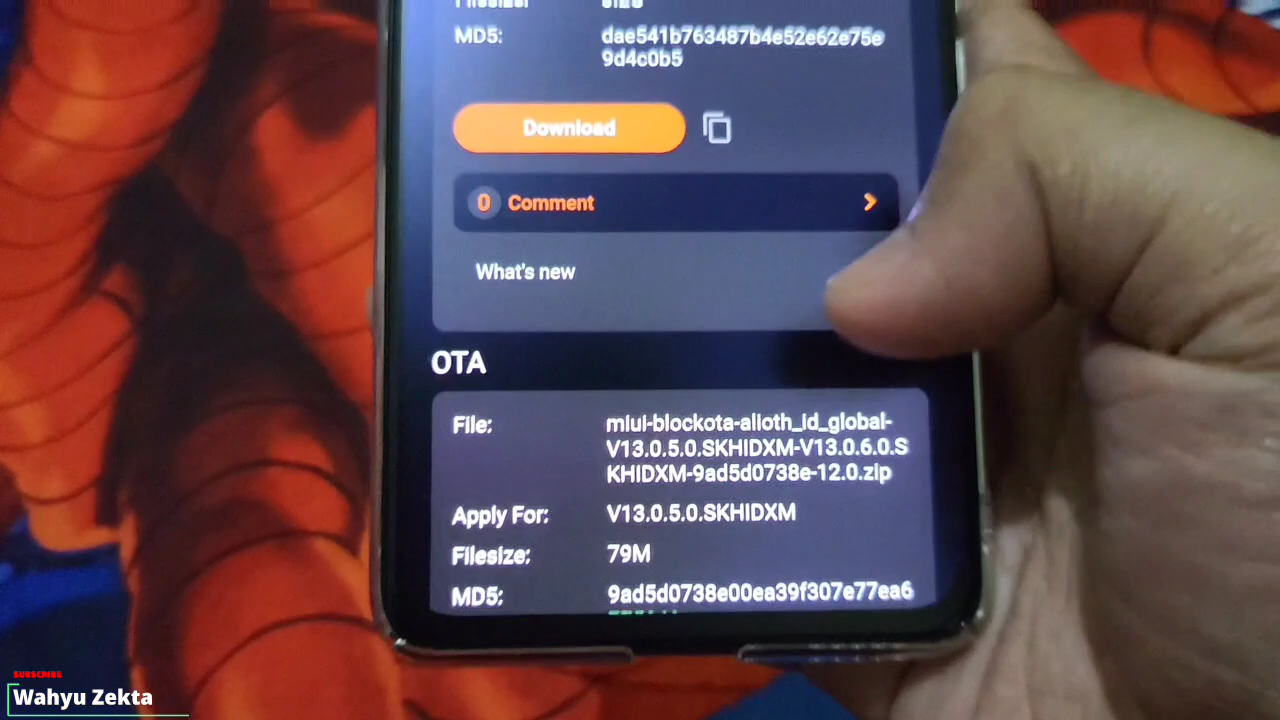 MD5: dae541b763487b4e52e62e75e
9d4c0b5
Download
0 Comment
What's new
OTA
File: miui-blockota-alioth_id_global-
V13.0.5.0.SKHIDXM-V13.0.6.0.S
KHIDXM-9ad5d0738e-12.0.zip
Apply For: V13.0.5.0.SKHIDXM
Filesize: 79M
MD5: 9ad5d0738e00ea39f307e77ea6
SUBSCRIBE
Wahyu Zekta